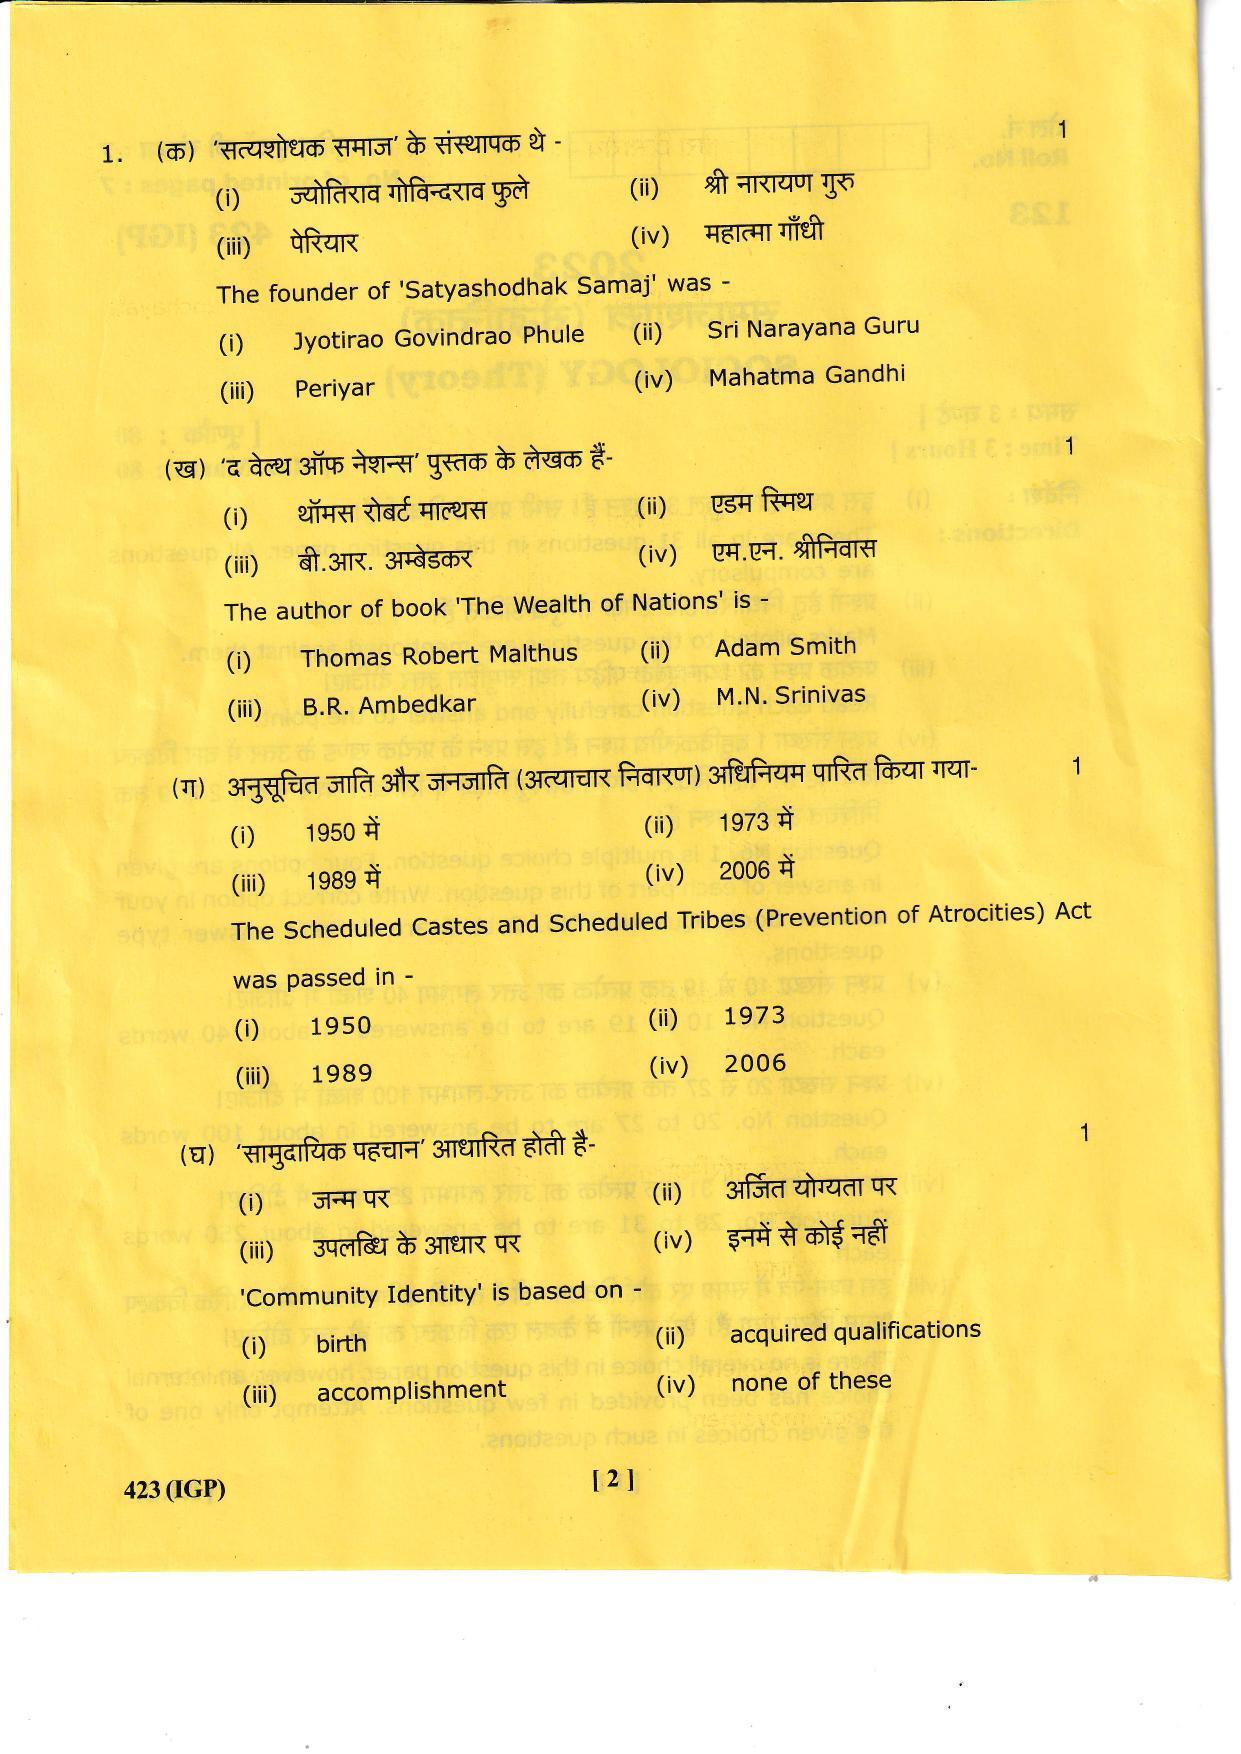 1. (क) 'सत्यशोधक समाज' के संस्थापक थे - 1
(i) ज्योतिराव गोविन्दराव फुले (ii) श्री नारायण गुरु
(iii) पेरियार (iv) महात्मा गाँधी
The founder of 'Satyashodhak Samaj' was -
(i) Jyotirao Govindrao Phule (ii) Sri Narayana Guru
(iii) Periyar (iv) Mahatma Gandhi
(ख) 'द वेल्थ ऑफ नेशन्स' पुस्तक के लेखक हैं- 1
(i) थॉमस रोबर्ट माल्थस (ii) एडम स्मिथ
(iii) बी.आर. अम्बेडकर (iv) एम.एन. श्रीनिवास
The author of book 'The Wealth of Nations' is -
(i) Thomas Robert Malthus (ii) Adam Smith
(iii) B.R. Ambedkar (iv) M.N. Srinivas
(ग) अनुसूचित जाति और जनजाति (अत्याचार निवारण) अधिनियम पारित किया गया- 1
(i) 1950 में (ii) 1973 में
(iii) 1989 में (iv) 2006 में
The Scheduled Castes and Scheduled Tribes (Prevention of Atrocities) Act
was passed in -
(i) 1950 (ii) 1973
(iii) 1989 (iv) 2006
(घ) 'सामुदायिक पहचान' आधारित होती है- 1
(i) जन्म पर (ii) अर्जित योग्यता पर
(iii) उपलब्धि के आधार पर (iv) इनमें से कोई नहीं
'Community Identity' is based on -
(i) birth (ii) acquired qualifications
(iii) accomplishment (iv) none of these
423 (IGP) [ 2 ]